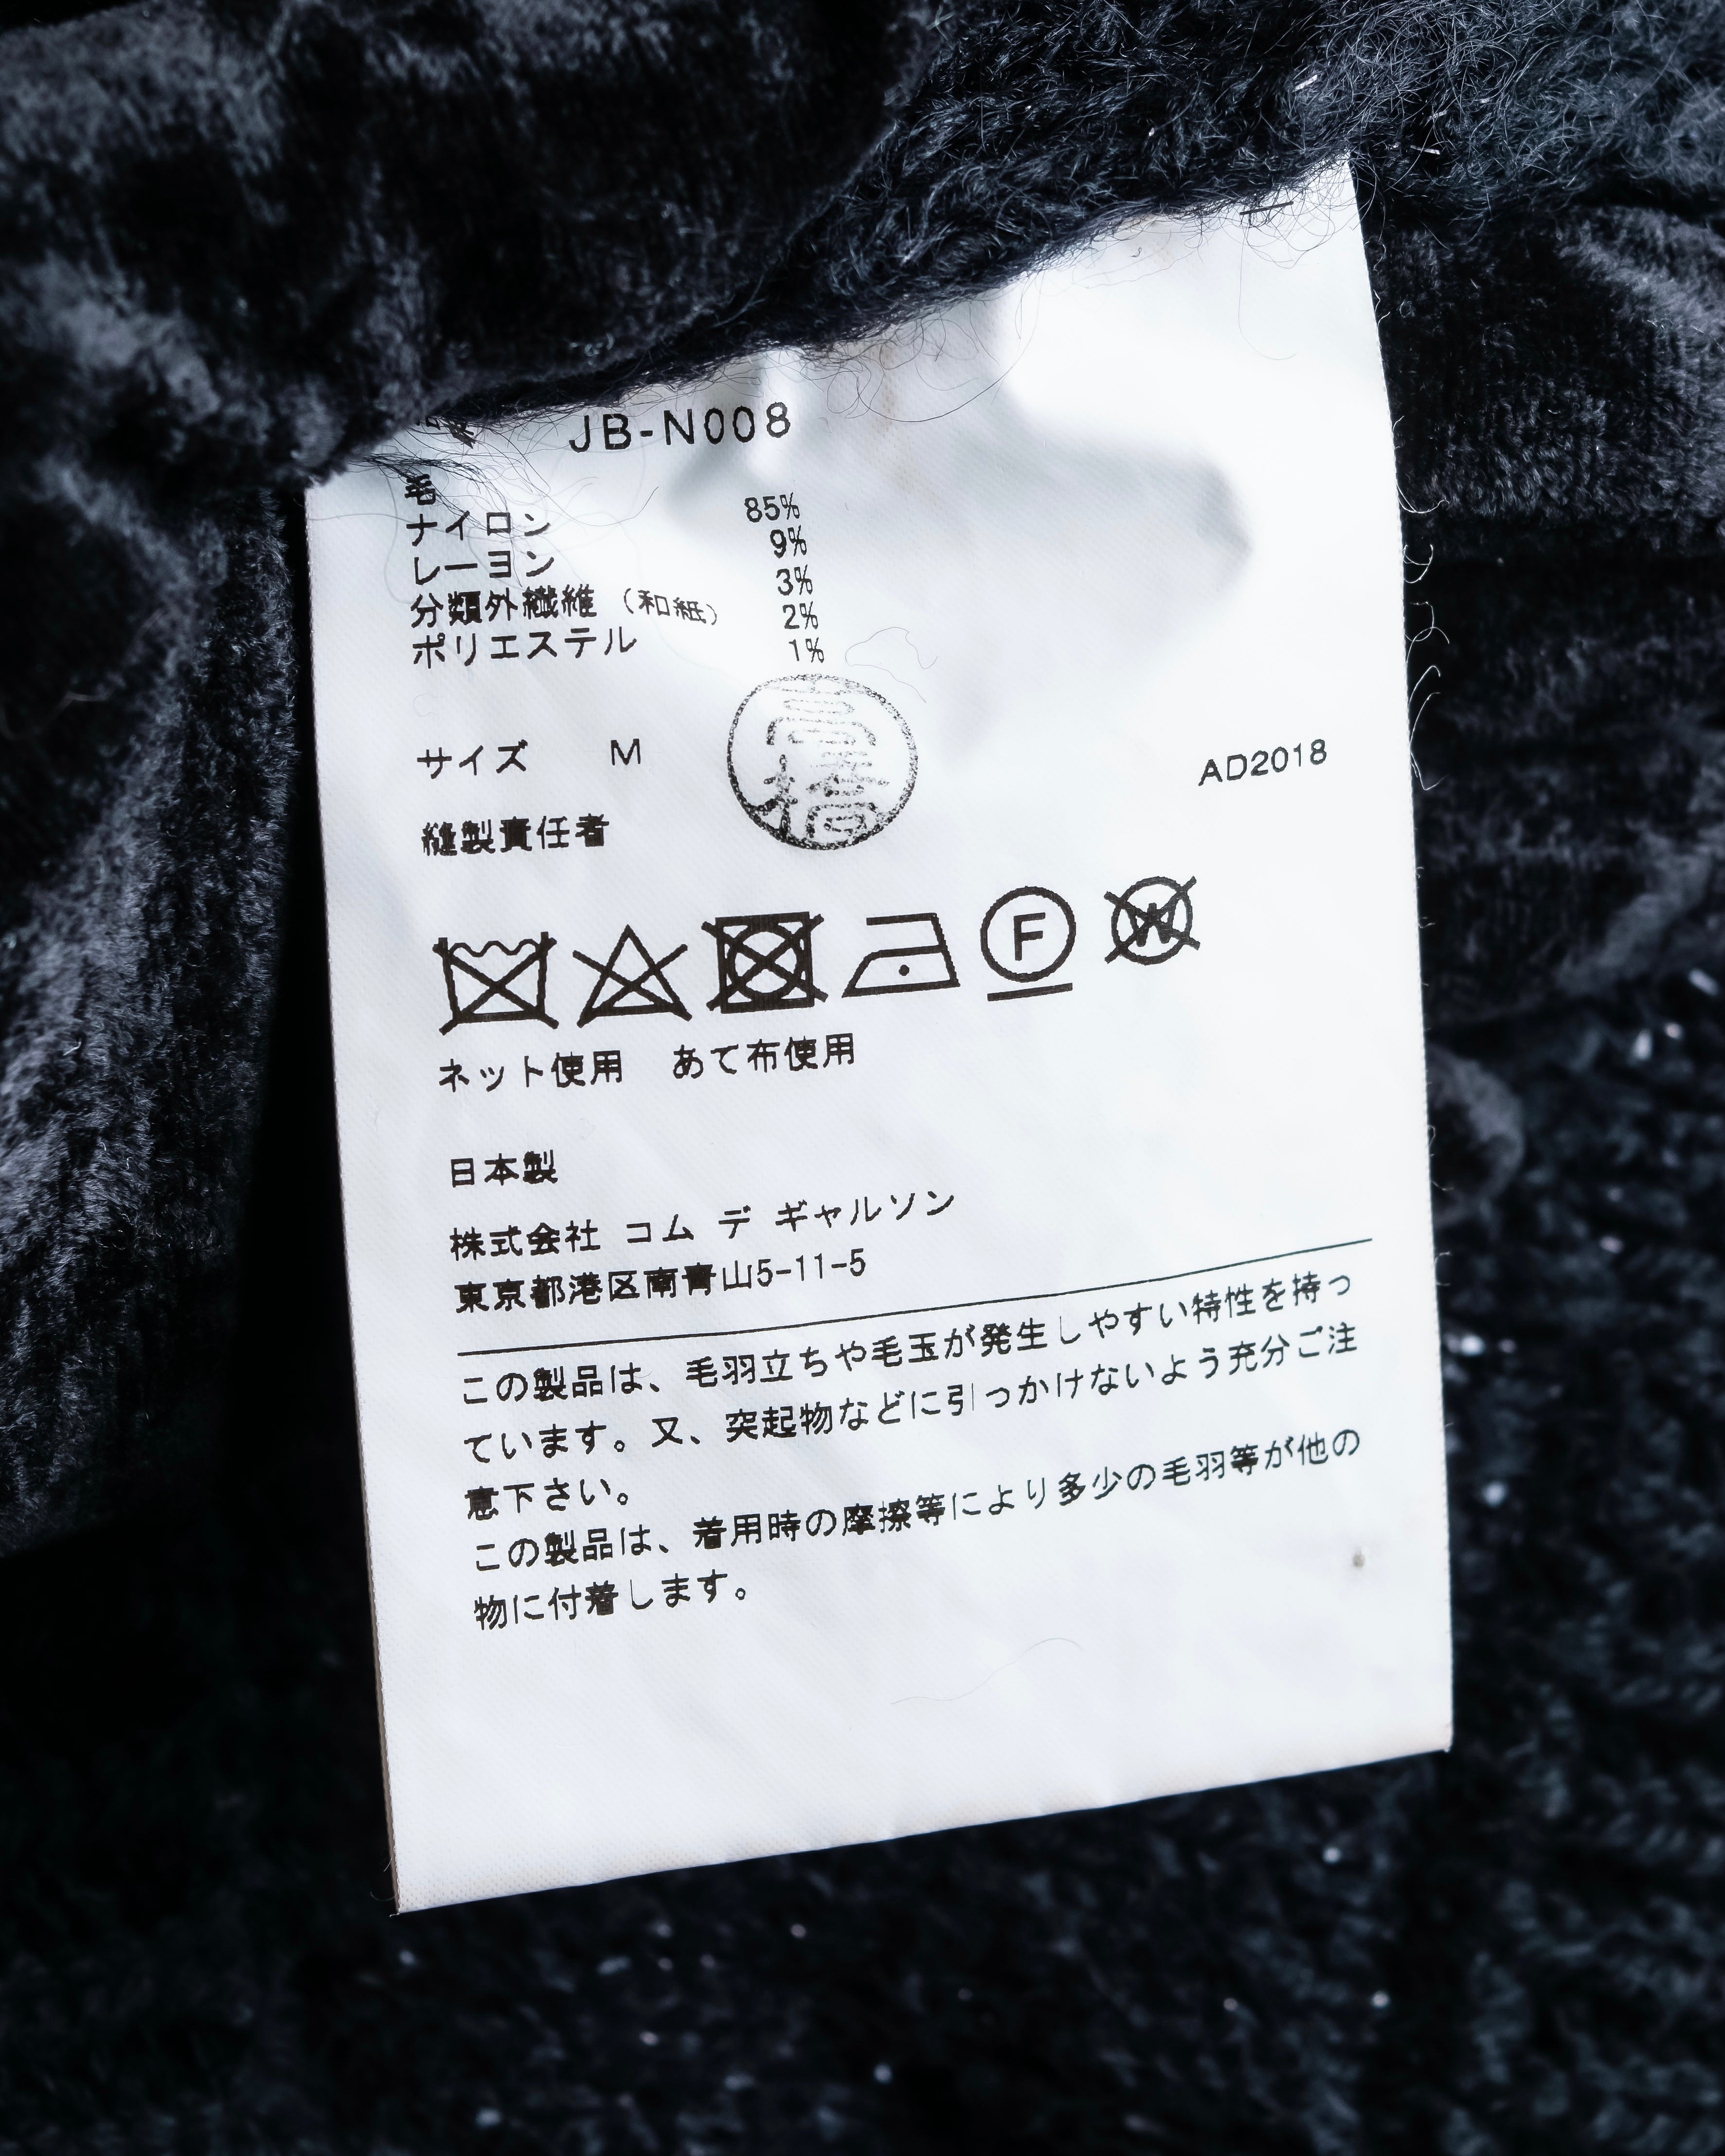 JB-N008
毛 85%
ナイロン 9%
レーヨン 3%
分類外繊維（和紙） 2%
ポリエステル 1%
サイズ M
AD2018
縫製責任者
高橋
F W
ネット使用 あて布使用
日本製
株式会社 コム デ ギャルソン
東京都港区南青山5-11-5
この製品は、毛羽立ちや毛玉が発生しやすい特性を持っ
ています。又、突起物などに引っかけないよう充分ご注
意下さい。
この製品は、着用時の摩擦等により多少の毛羽等が他の
物に付着します。